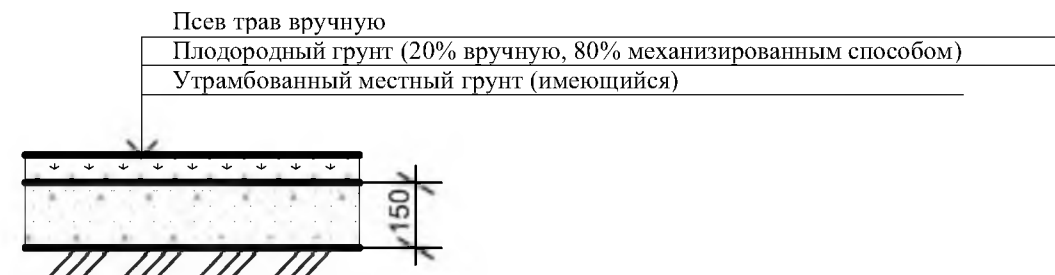 Псев трав вручную
Плодородный грунт (20% вручную, 80% механизированным способом)
Утрамбованный местный грунт (имеющийся)
150